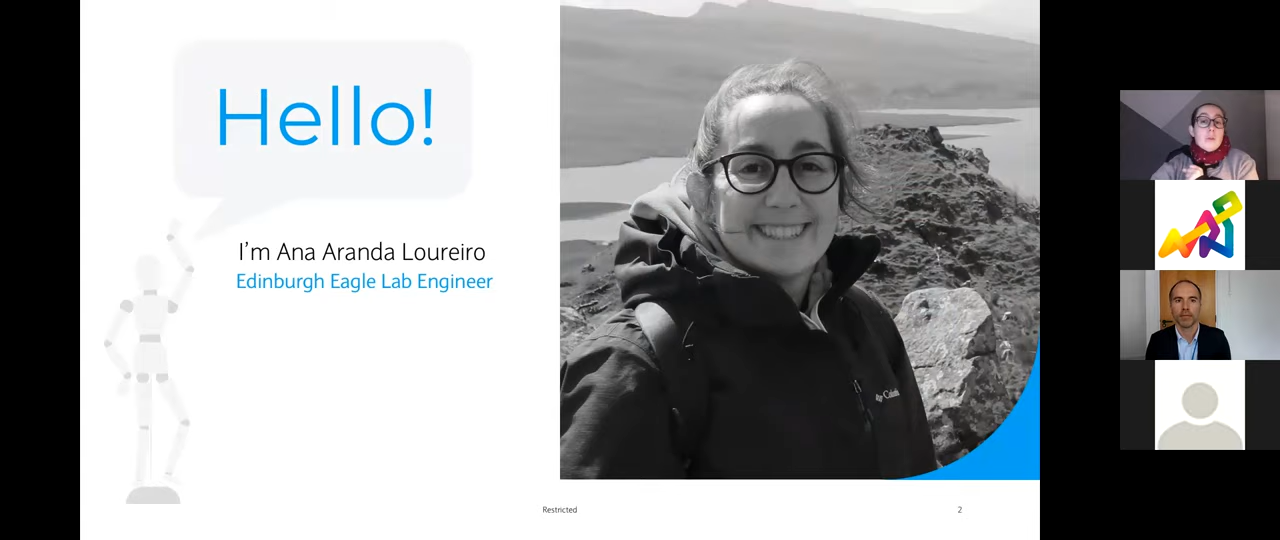 Hello!
I'm Ana Aranda Loureiro
Edinburgh Eagle Lab Engineer
Restricted
2